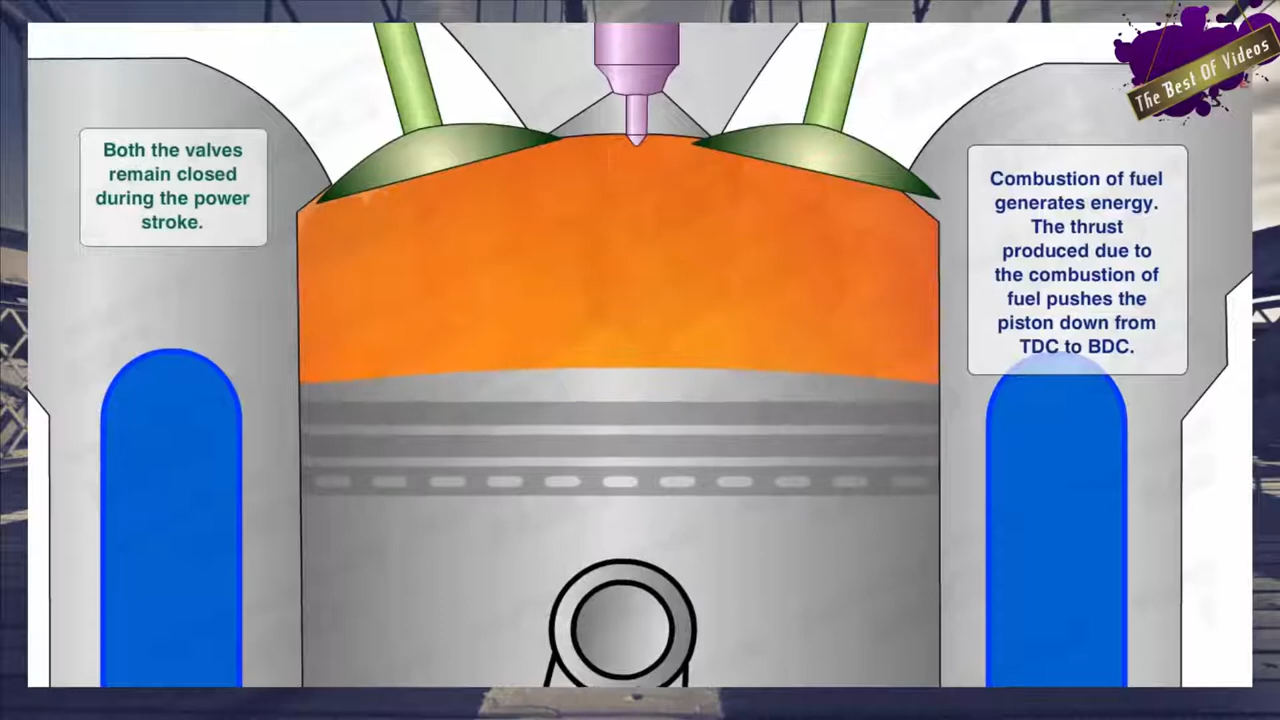 The Best Of Videos
Both the valves
remain closed
during the power
stroke.
Combustion of fuel
generates energy.
The thrust
produced due to
the combustion of
fuel pushes the
piston down from
TDC to BDC.